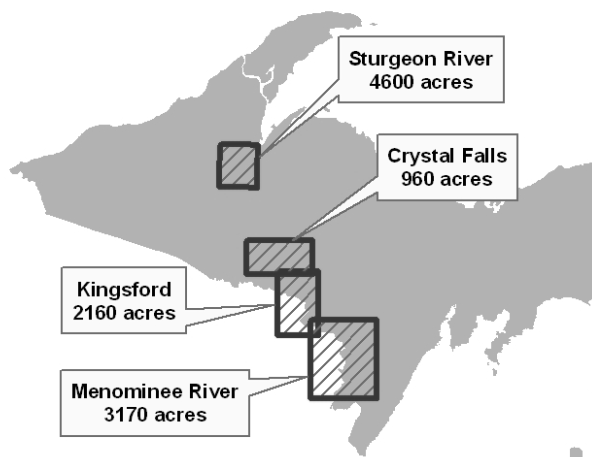 Sturgeon River
4600 acres
Crystal Falls
960 acres
Kingsford
2160 acres
Menominee River
3170 acres